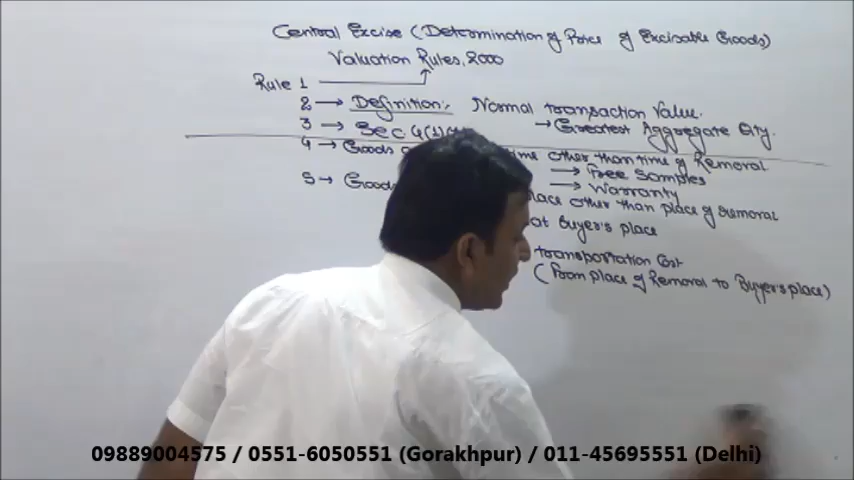 Central Excise (Determination of Price of Excisable Goods)
Valuation Rules, 2000
Rule 1
2 → Definition:- Normal transaction Value.
→ Greatest Aggregate Qty.
3 → Sec 4(1)
4 → Goods time other than time of Removal
→ Free Samples
→ Warranty
5 → Goods place other than place of removal
at Buyer's place
transportation Cost
(From place of Removal to Buyer's place)
09889004575 / 0551-6050551 (Gorakhpur) / 011-45695551 (Delhi)